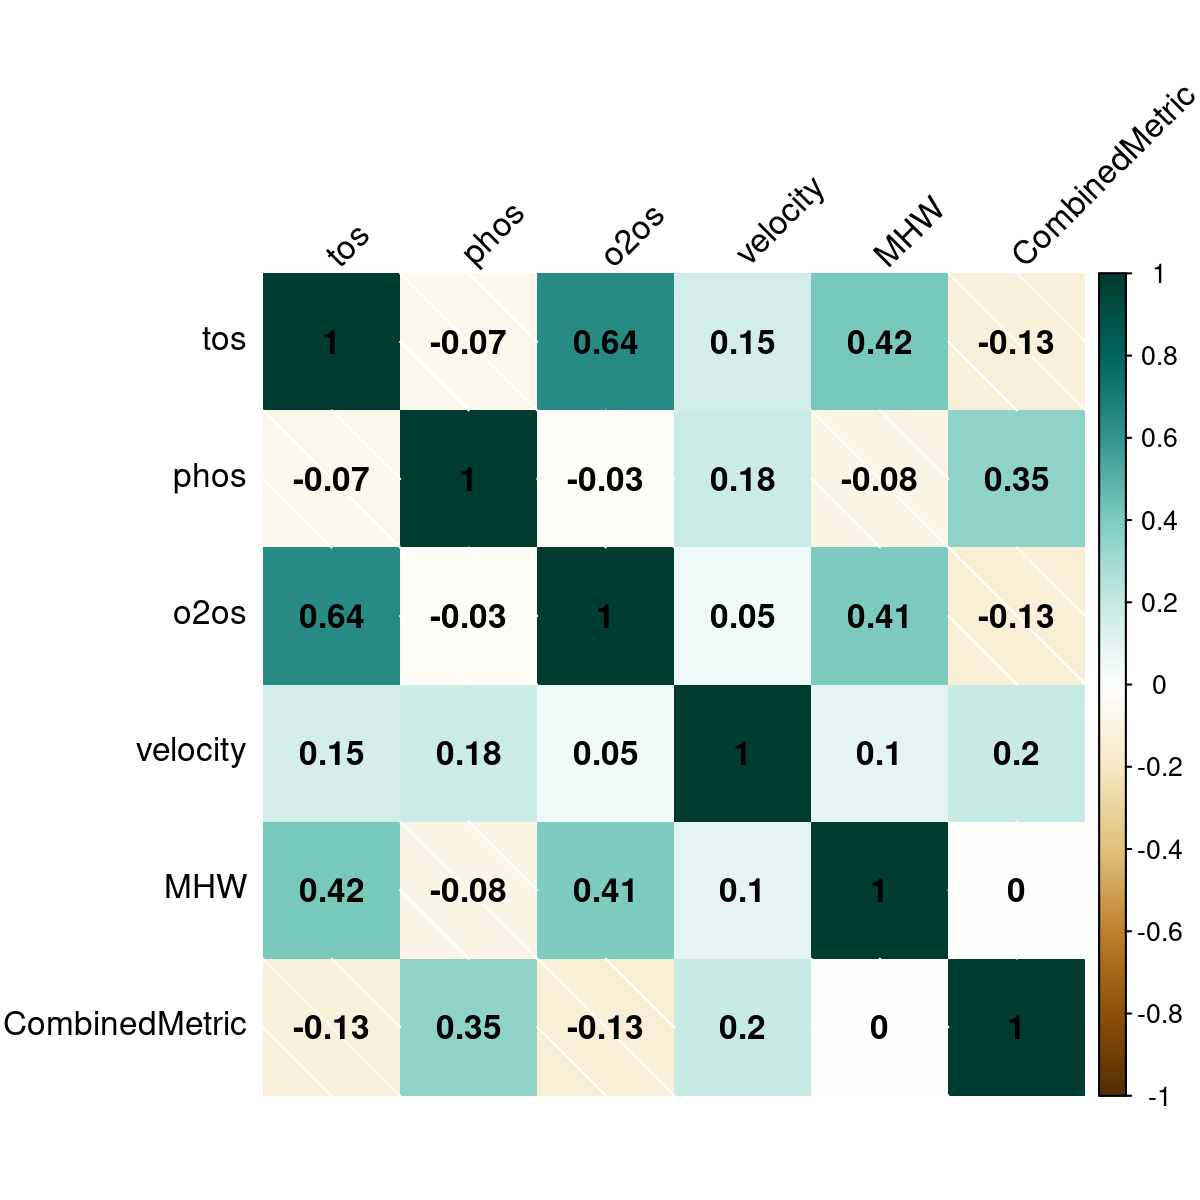 tos phos o2os velocity MHW CombinedMetric
tos 1 -0.07 0.64 0.15 0.42 -0.13
phos -0.07 1 -0.03 0.18 -0.08 0.35
o2os 0.64 -0.03 1 0.05 0.41 -0.13
velocity 0.15 0.18 0.05 1 0.1 0.2
MHW 0.42 -0.08 0.41 0.1 1 0
CombinedMetric -0.13 0.35 -0.13 0.2 0 1
1
0.8
0.6
0.4
0.2
0
-0.2
-0.4
-0.6
-0.8
-1